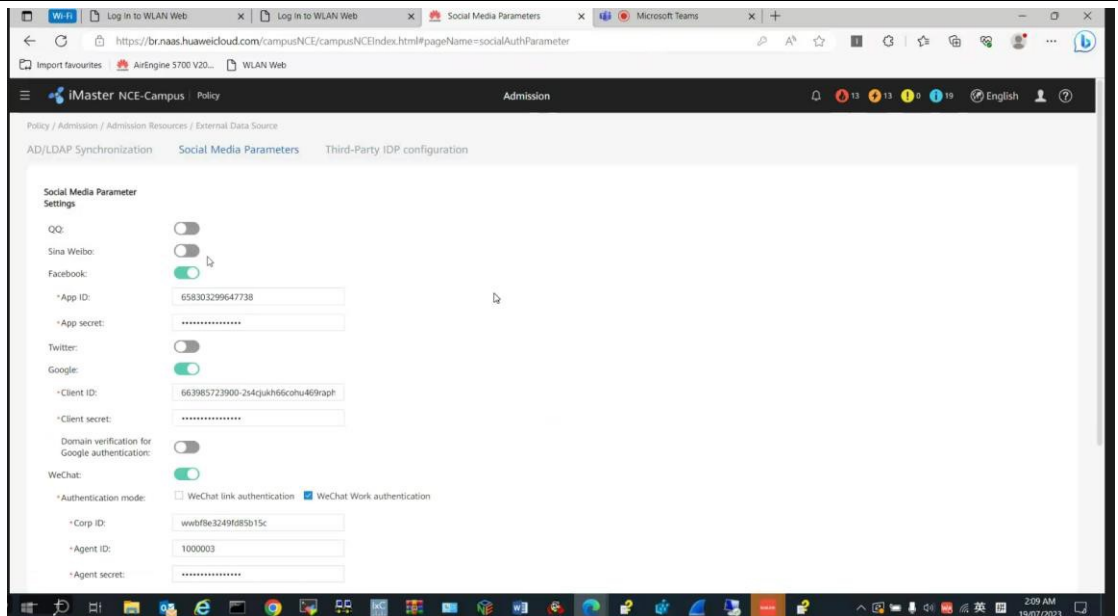 Wi-Fi
Log In to WLAN Web
Log In to WLAN Web
Social Media Parameters
Microsoft Teams
https://br.naas.huaweicloud.com/campusNCE/campusNCEIndex.html#pageName=socialAuthParameter
Import favourites
AirEngine 5700 V20...
WLAN Web
iMaster NCE-Campus
Policy
Admission
13
13
0
19
English
Policy / Admission / Admission Resources / External Data Source
AD/LDAP Synchronization
Social Media Parameters
Third-Party IDP configuration
Social Media Parameter
Settings
QQ:
Sina Weibo:
Facebook:
*App ID: 658303299647738
*App secret: ••••••••••••••••
Twitter:
Google:
*Client ID: 663985723900-2s4cjukh66cohu469raph
*Client secret: ••••••••••••••••
Domain verification for
Google authentication:
WeChat:
*Authentication mode: WeChat link authentication WeChat Work authentication
*Corp ID: wwbf8e3249fd85b15c
*Agent ID: 1000003
*Agent secret: ••••••••••••••••
英
2:09 AM
19/07/2023